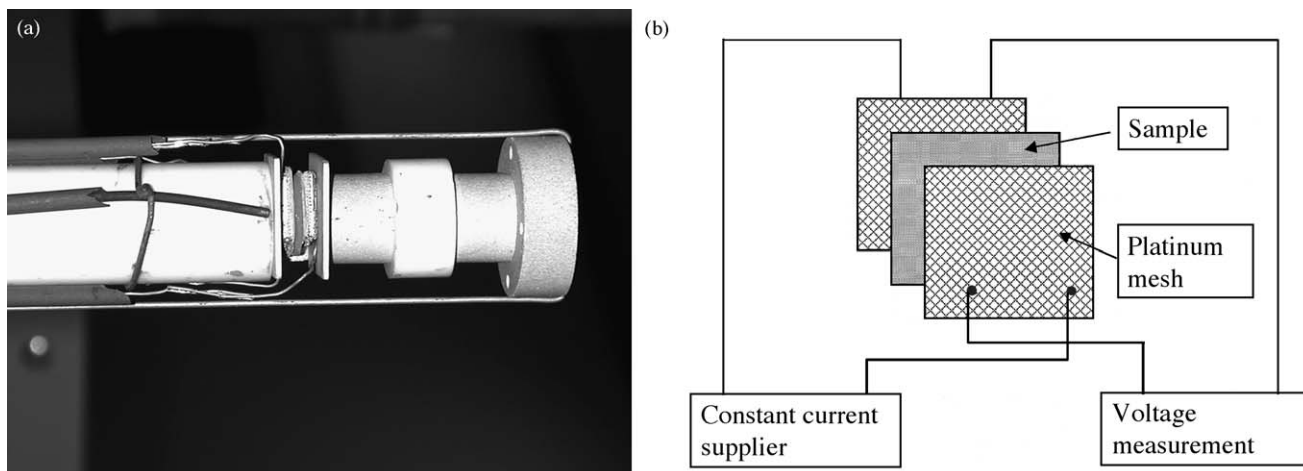 (a)
(b)
Sample
Platinum
mesh
Constant current
supplier
Voltage
measurement